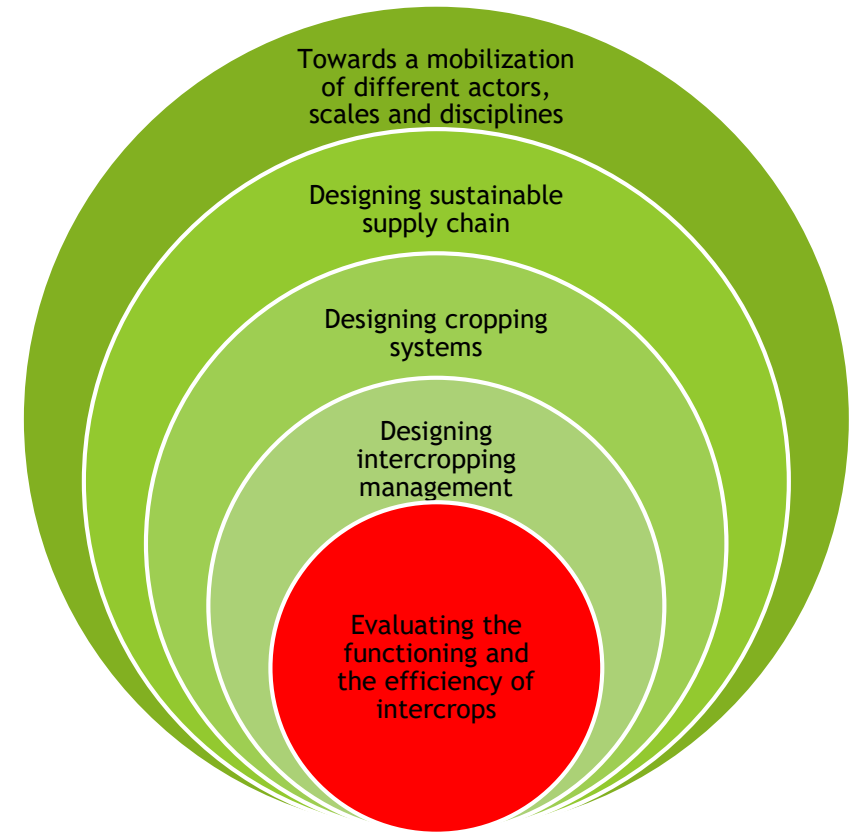 Towards a mobilization
of different actors,
scales and disciplines
Designing sustainable
supply chain
Designing cropping
systems
Designing
intercropping
management
Evaluating the
functioning and
the efficiency of
intercrops